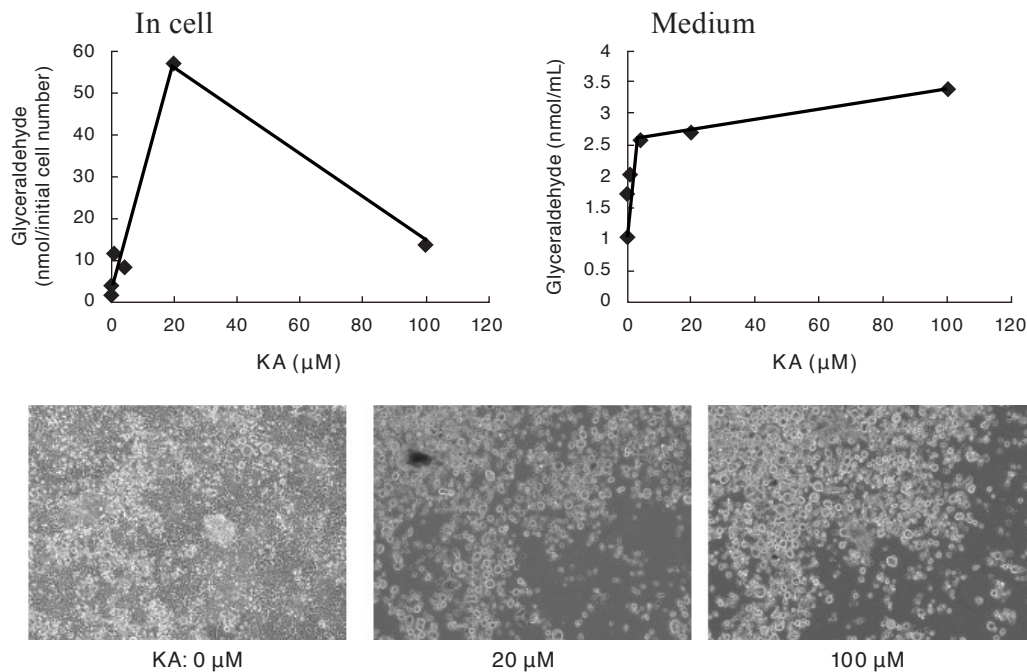 In cell
Glyceraldehyde
(nmol/initial cell number)
60
50
40
30
20
10
0
0 20 40 60 80 100 120
KA (μM)
Medium
Glyceraldehyde (nmol/mL)
4
3.5
3
2.5
2
1.5
1
0.5
0
0 20 40 60 80 100 120
KA (μM)
KA: 0 μM
20 μM
100 μM